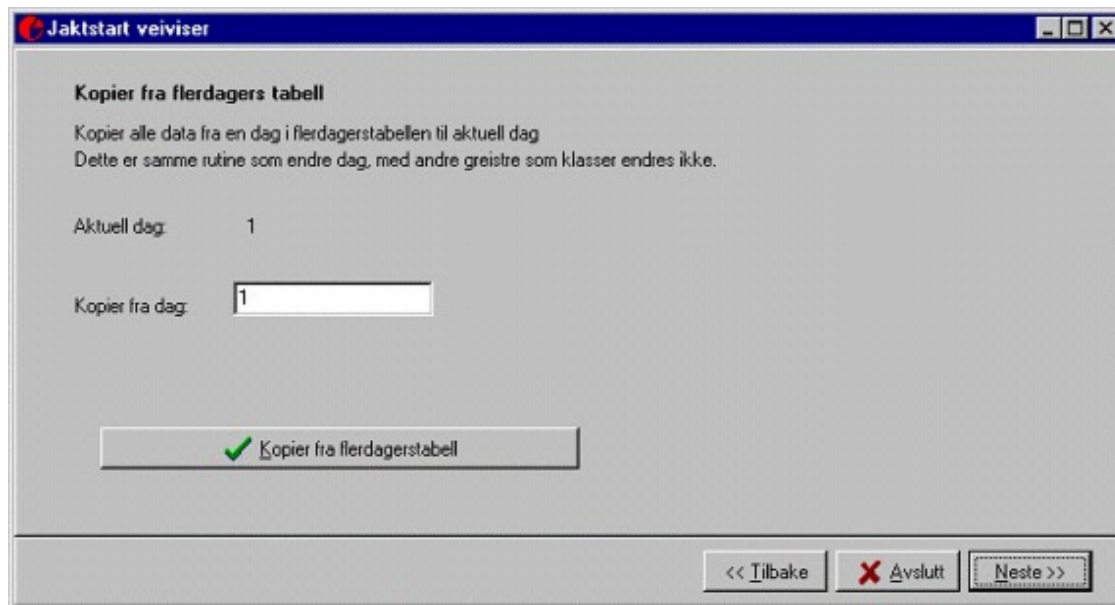 Jaktstart veiviser
Kopier fra flerdagers tabell
Kopier alle data fra en dag i flerdagerstabellen til aktuell dag
Dette er samme rutine som endre dag, med andre greistre som klasser endres ikke.
Aktuell dag: 1
Kopier fra dag: 1
Kopier fra flerdagerstabell
<< Tilbake Avslutt Neste >>